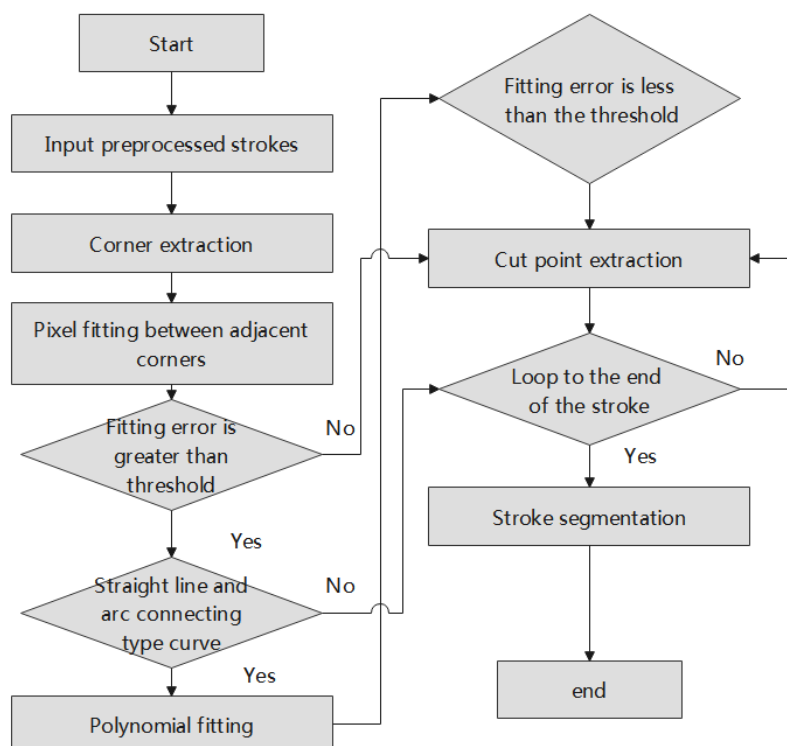 Start
Input preprocessed strokes
Corner extraction
Pixel fitting between adjacent
corners
Fitting error is
greater than
threshold
No
Yes
Straight line and
arc connecting
type curve
No
Yes
Polynomial fitting
Fitting error is less
than the threshold
Cut point extraction
Loop to the end
of the stroke
No
Yes
Stroke segmentation
end